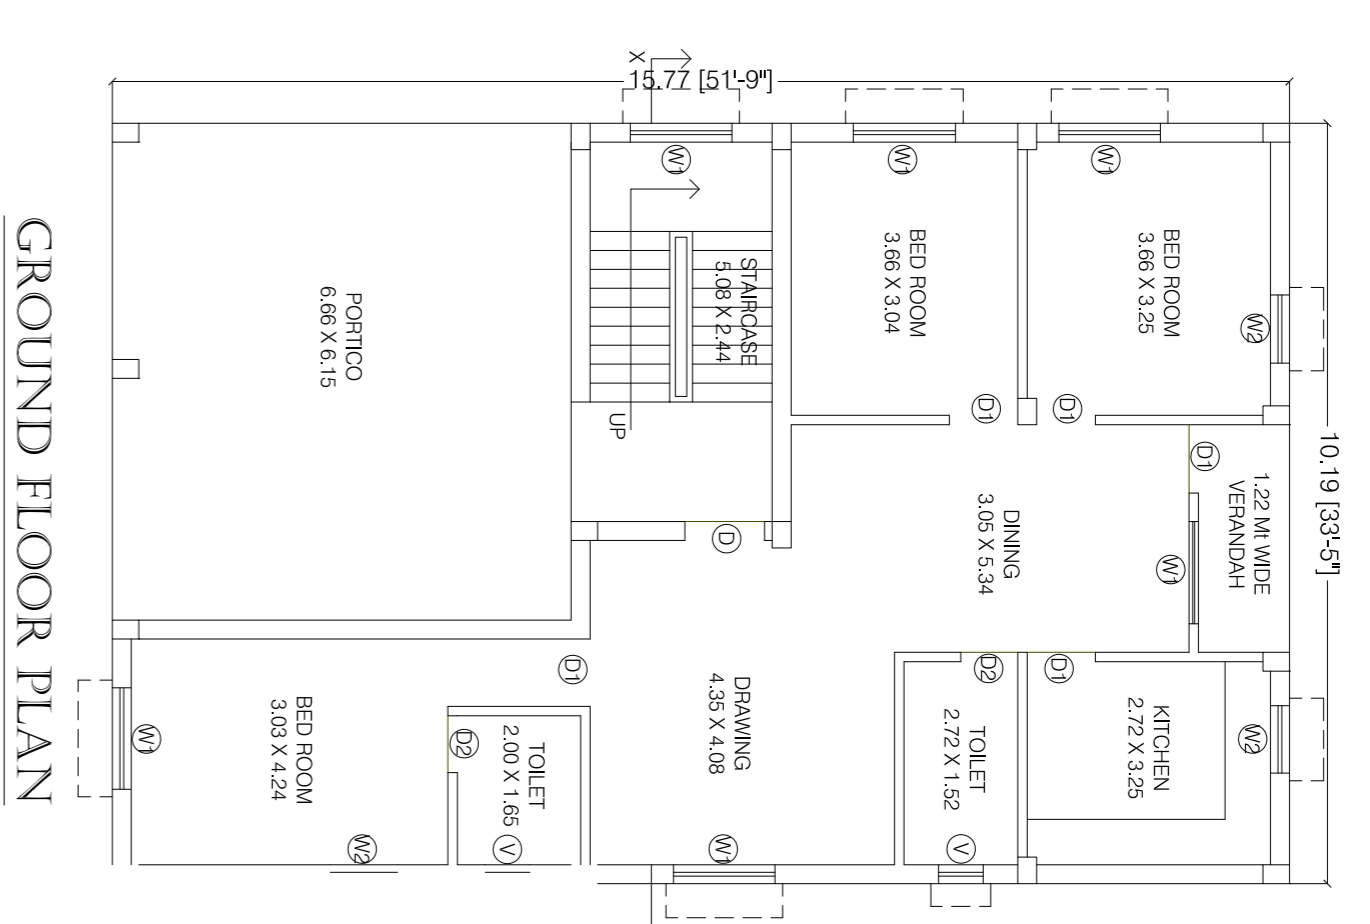 GROUND FLOOR PLAN
X
15.77 [51'-9"]
10.19 [33'-5"]
W1
W1
W1
STAIRCASE
5.08 X 2.44
UP
BED ROOM
3.66 X 3.04
BED ROOM
3.66 X 3.25
W2
PORTICO
6.66 X 6.15
D1
D1
D1
1.22 Mt WIDE
VERANDAH
D
DINING
3.05 X 5.34
W1
D1
D2
D1
BED ROOM
3.03 X 4.24
W1
D2
TOILET
2.00 X 1.65
DRAWING
4.35 X 4.08
TOILET
2.72 X 1.52
KITCHEN
2.72 X 3.25
W2
W2
V
W1
V